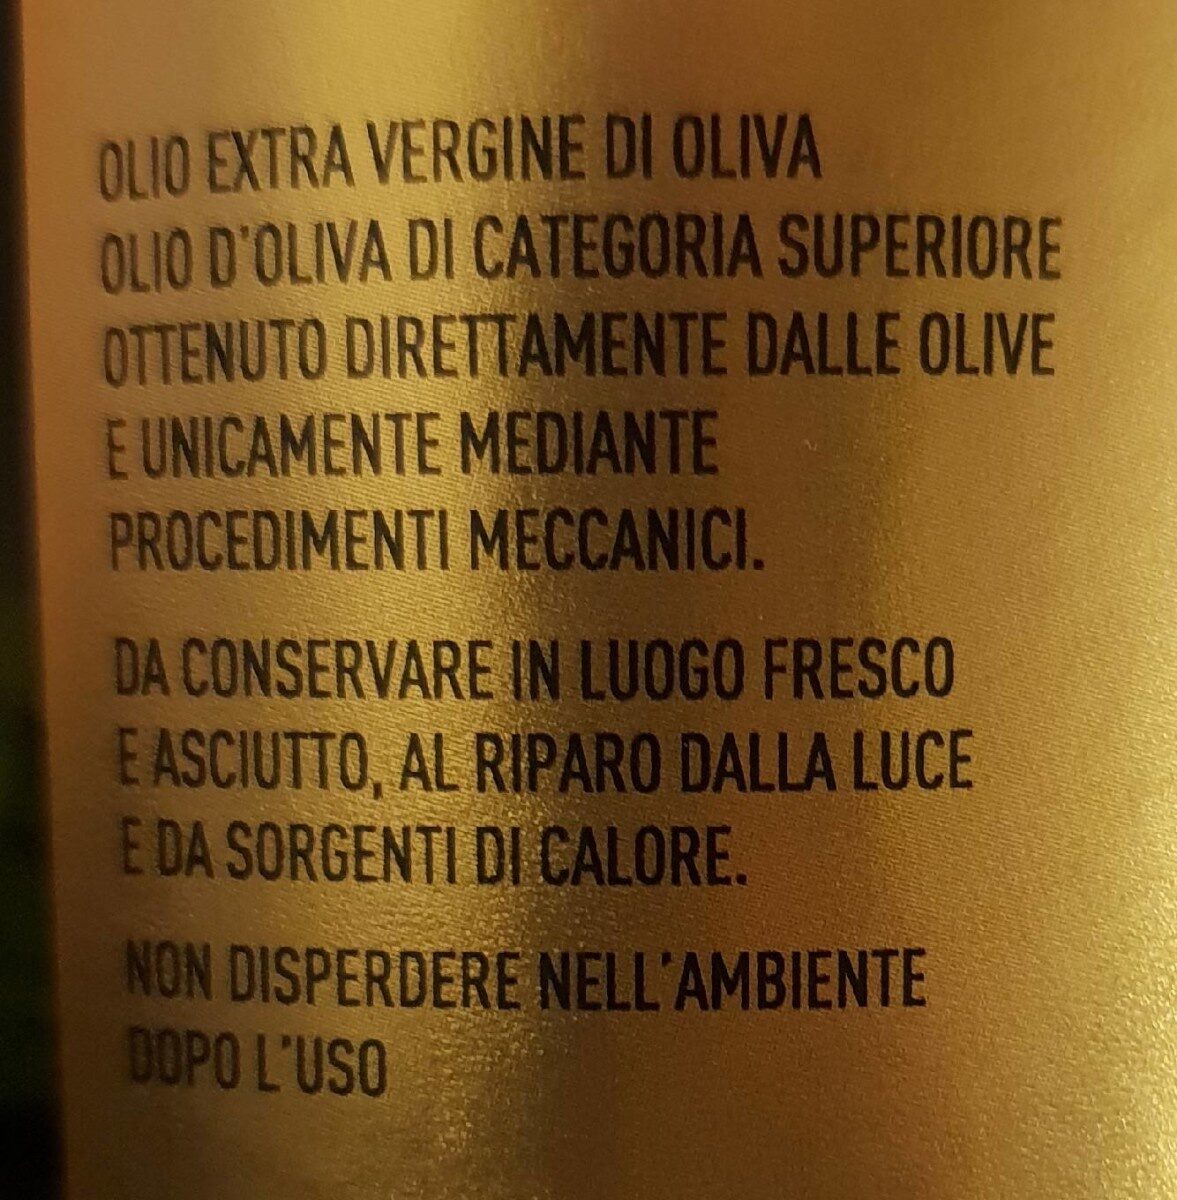 OLIO EXTRA VERGINE DI OLIVA
OLIO D'OLIVA DI CATEGORIA SUPERIORE
OTTENUTO DIRETTAMENTE DALLE OLIVE
E UNICAMENTE MEDIANTE
PROCEDIMENTI MECCANICI.
DA CONSERVARE IN LUOGO FRESCO
E ASCIUTTO, AL RIPARO DALLA LUCE
E DA SORGENTI DI CALORE.
NON DISPERDERE NELL'AMBIENTE
DOPO L'USO